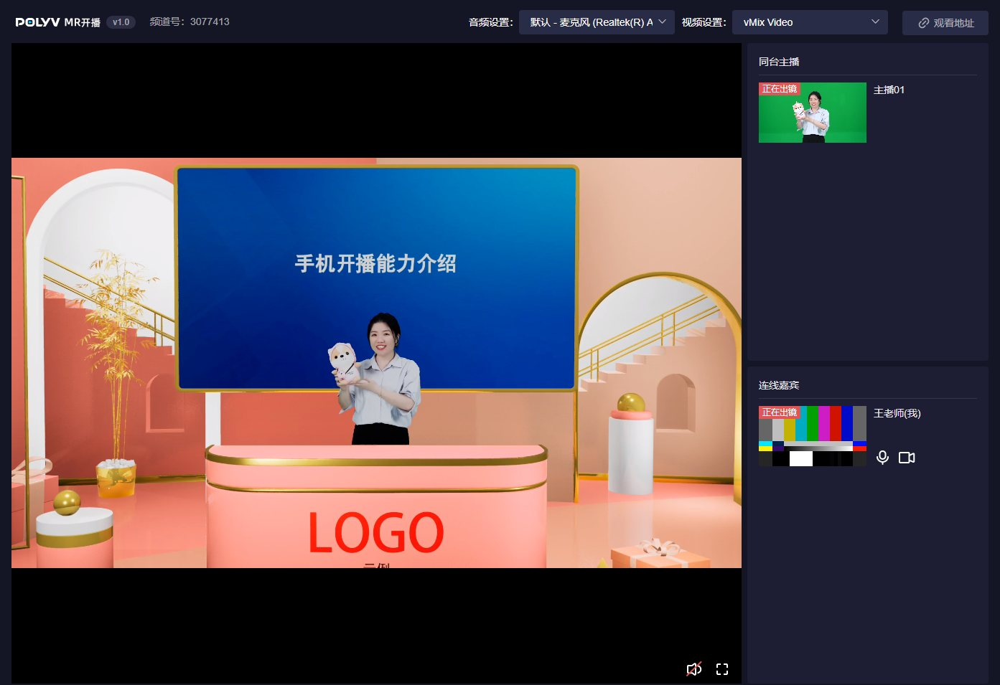 POLYV MR开播 v1.0 频道号：3077413
音频设置： 默认 - 麦克风 (Realtek(R) A 视频设置： vMix Video 观看地址
同台主播
正在出镜 主播01
手机开播能力介绍
连线嘉宾
正在出镜 王老师(我)
LOGO
示例